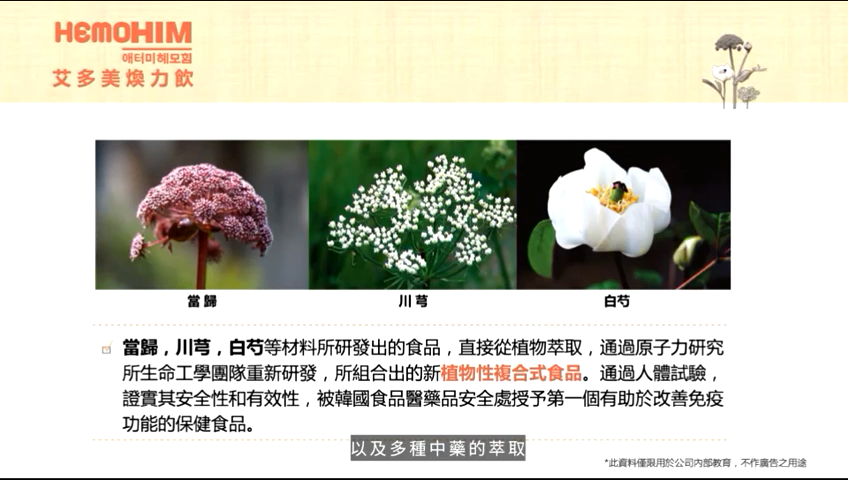 HEMOHIM
애터미헤모힘
艾多美煥力飲
當歸
川芎
白芍
當歸，川芎，白芍等材料所研發出的食品，直接從植物萃取，通過原子力研究
所生命工學團隊重新研發，所組合出的新植物性複合式食品。通過人體試驗，
證實其安全性和有效性，被韓國食品醫藥品安全處授予第一個有助於改善免疫
功能的保健食品。
以及多種中藥的萃取
*此資料僅限用於公司內部教育，不作廣告之用途